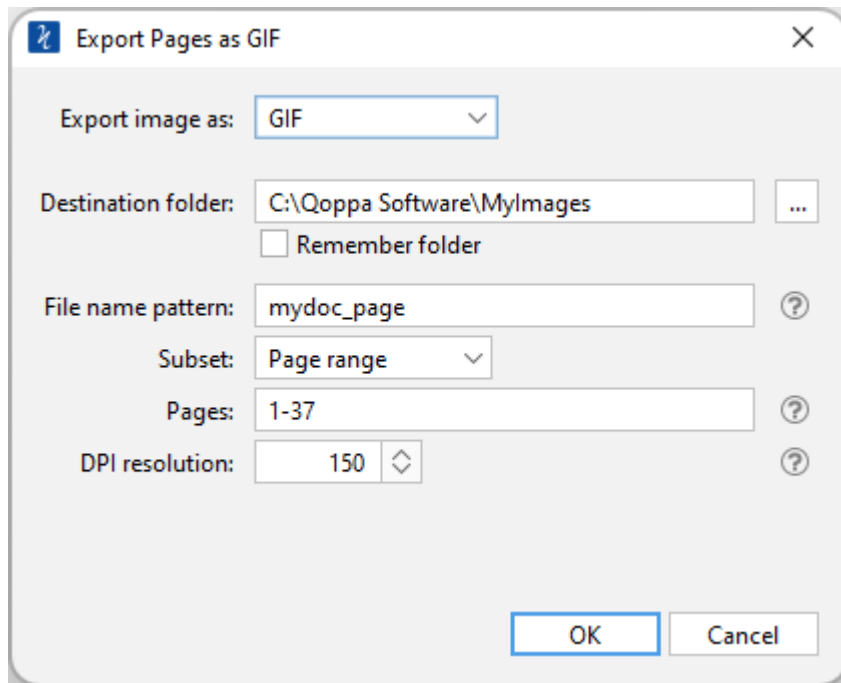 Export Pages as GIF
Export image as: GIF
Destination folder: C:\Qoppa Software\MyImages ...
Remember folder
File name pattern: mydoc_page ?
Subset: Page range
Pages: 1-37 ?
DPI resolution: 150 ?
OK Cancel